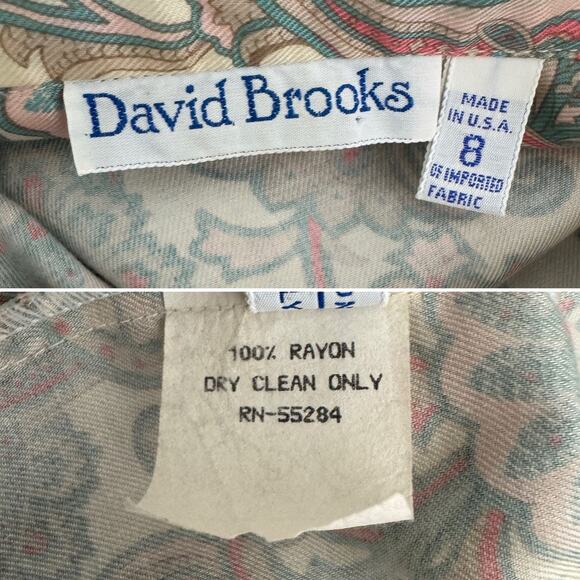 David Brooks
MADE
IN U.S.A.
8
OF IMPORTED
FABRIC
100% RAYON
DRY CLEAN ONLY
RN-55284